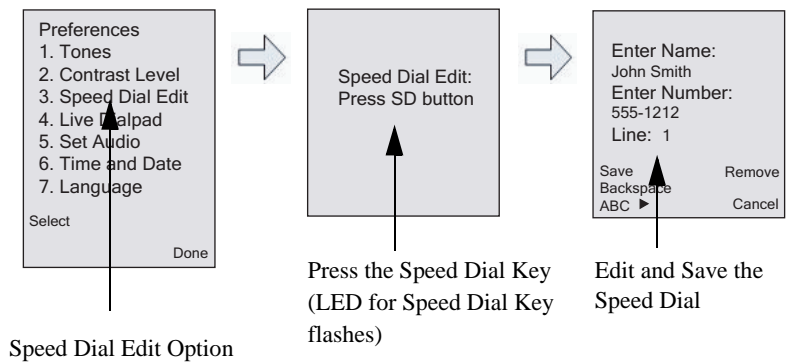 Preferences
1. Tones
2. Contrast Level
3. Speed Dial Edit
4. Live Dialpad
5. Set Audio
6. Time and Date
7. Language
Select
Done
Speed Dial Edit Option
Speed Dial Edit:
Press SD button
Press the Speed Dial Key
(LED for Speed Dial Key
flashes)
Enter Name:
John Smith
Enter Number:
555-1212
Line: 1
Save
Remove
Backspace
ABC ▶
Cancel
Edit and Save the
Speed Dial